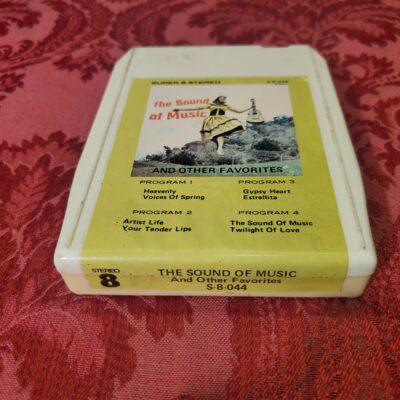 SUPER 8 STEREO S-8-044
The Sound
of Music
AND OTHER FAVORITES
PROGRAM 1
Heavenly
Voices Of Spring
PROGRAM 3
Gypsy Heart
Estrellita
PROGRAM 2
Artist Life
Your Tender Lips
PROGRAM 4
The Sound Of Music
Twilight Of Love
STEREO
8
THE SOUND OF MUSIC
And Other Favorites
S-8-044